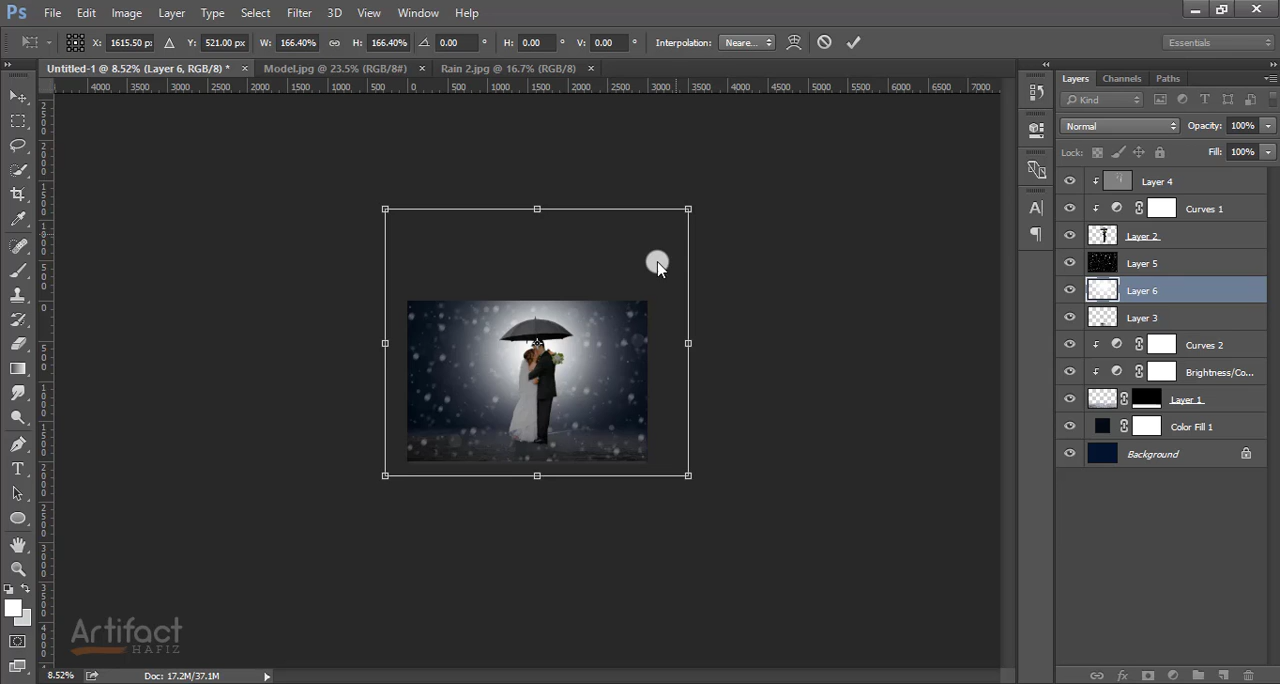 Ps File Edit Image Layer Type Select Filter 3D View Window Help
X: 1615.50 px Y: 521.00 px W: 166.40% H: 166.40% 0.00 ° H: 0.00 ° V: 0.00 ° Interpolation: Neare... Essentials
Untitled-1 @ 8.52% (Layer 6, RGB/8) * × Model.jpg @ 23.5% (RGB/8#) × Rain 2.jpg @ 16.7% (RGB/8) ×
4000 3500 3000 2500 2000 1500 1000 500 0 500 1000 1500 2000 2500 3000 3500 4000 4500 5000 5500 6000 6500 7000
Layers Channels Paths
Kind
Normal Opacity: 100%
Lock: Fill: 100%
Layer 4
Curves 1
Layer 2
Layer 5
Layer 6
Layer 3
Curves 2
Brightness/Co...
Layer 1
Color Fill 1
Background
Artifact
HAFIZ
8.52% Doc: 17.2M/37.1M